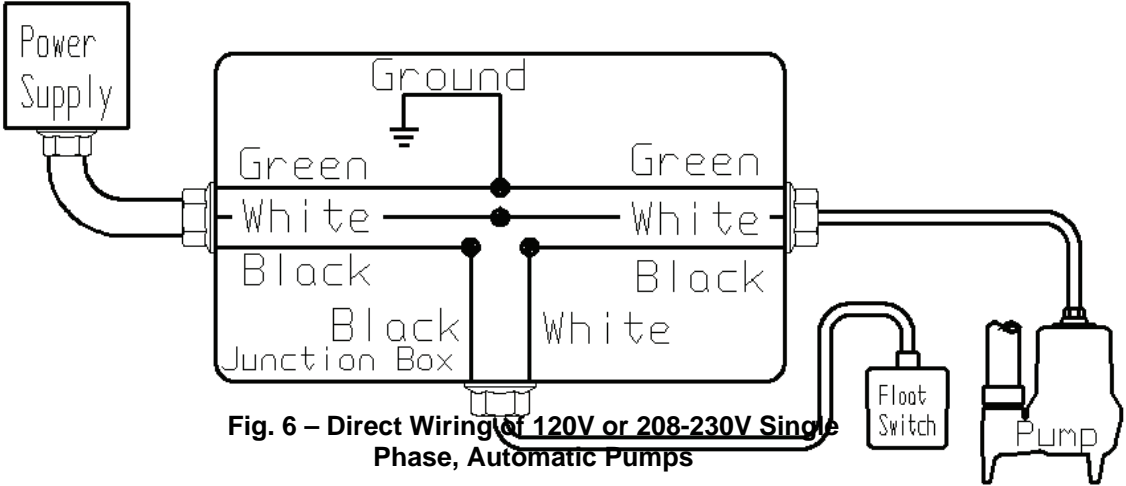 Power
Supply
Ground
Green
Green
White
White
Black
Black
Black
White
Junction Box
Float
Switch
Pump
Fig. 6 – Direct Wiring of 120V or 208-230V Single
Phase, Automatic Pumps